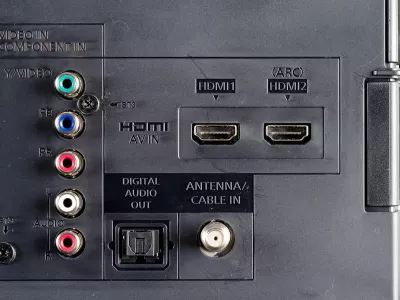 VIDEO IN
COMPONENT IN
Y/VIDEO
PB
PR
L
AUDIO
R
HDMI
AV IN
HDMI1
(ARC)
HDMI2
DIGITAL
AUDIO
OUT
ANTENNA/
CABLE IN